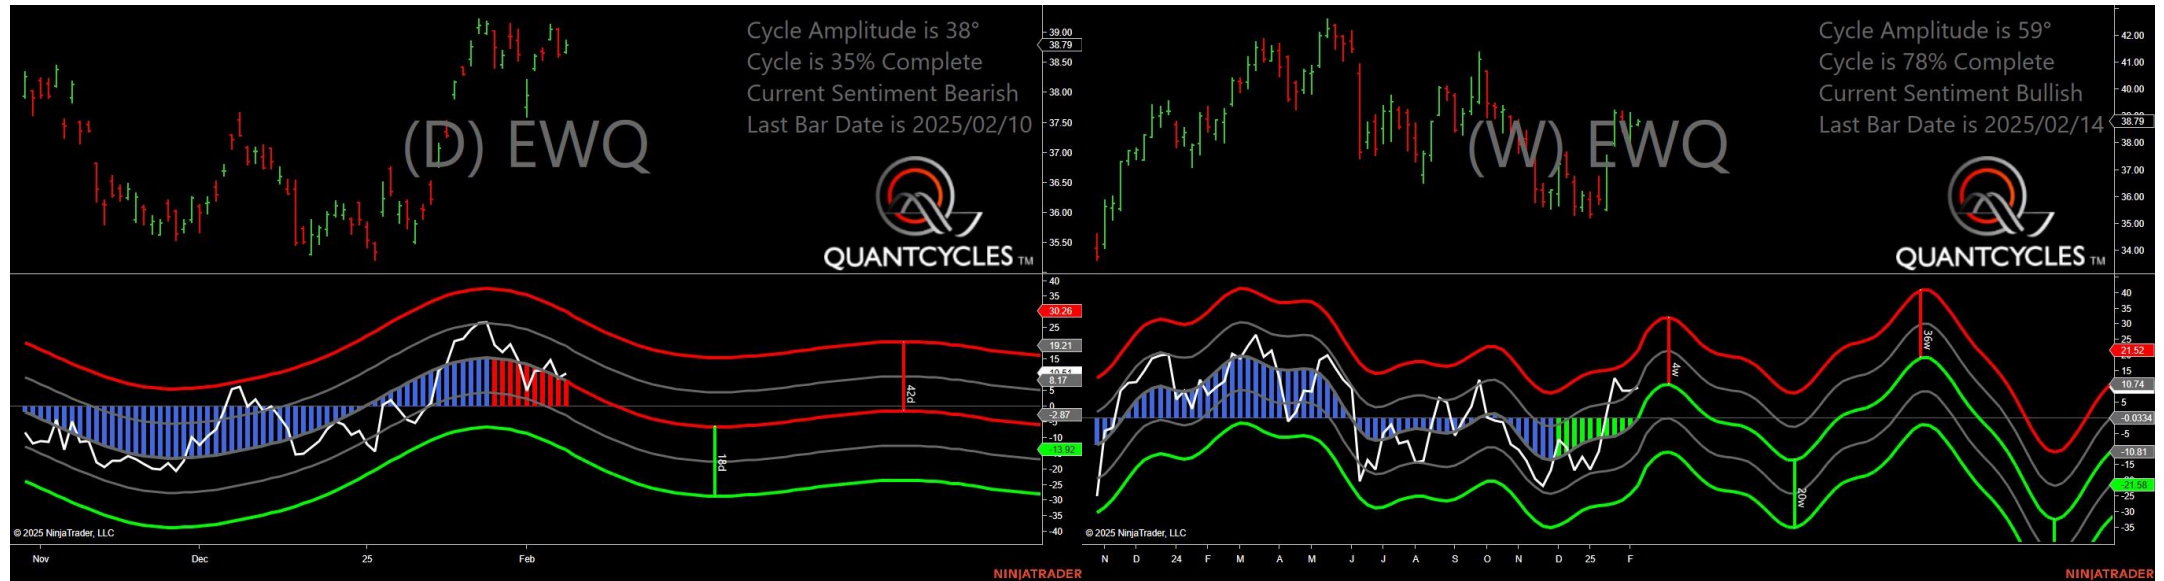 Cycle Amplitude is 38°
Cycle is 35% Complete
Current Sentiment Bearish
Last Bar Date is 2025/02/10
(D) EWQ
QUANTCYCLES TM
39.00
38.79
38.50
38.00
37.50
37.00
36.50
36.00
35.50
40
35
30.26
25
19.21
15
8.17
5
0
-2.87
-5
-10
-13.92
-20
-25
-30
-35
-40
42d
18d
© 2025 NinjaTrader, LLC
Nov Dec 25 Feb
NINJATRADER
Cycle Amplitude is 59°
Cycle is 78% Complete
Current Sentiment Bullish
Last Bar Date is 2025/02/14
(W) EWQ
QUANTCYCLES TM
42.00
41.00
40.00
38.79
38.00
37.00
36.00
35.00
34.00
40
35
30
25
21.52
15
10.74
5
-0.0334
-5
-10.81
-15
-21.58
-25
-30
-35
4w
36w
20w
© 2025 NinjaTrader, LLC
N D 24 F M A M J J A S O N D 25 F
NINJATRADER